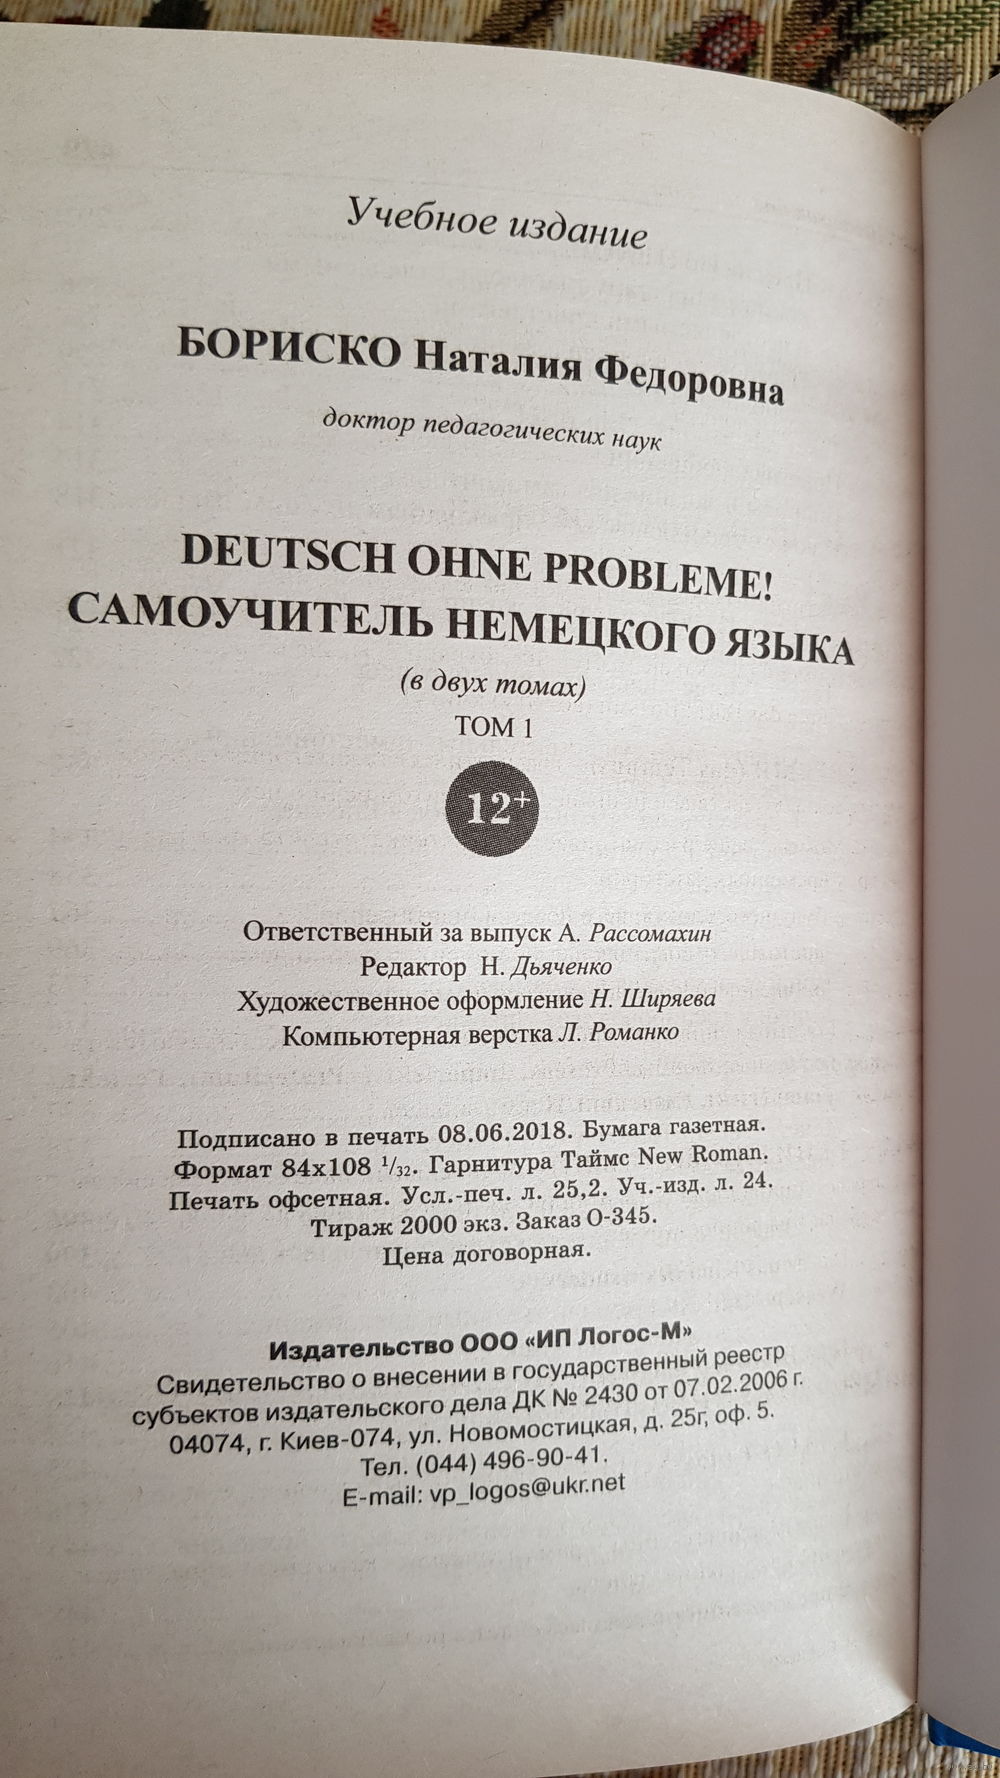 Учебное издание
БОРИСКО Наталия Федоровна
доктор педагогических наук
DEUTSCH OHNE PROBLEME!
САМОУЧИТЕЛЬ НЕМЕЦКОГО ЯЗЫКА
(в двух томах)
ТОМ 1
12+
Ответственный за выпуск А. Рассомахин
Редактор Н. Дьяченко
Художественное оформление Н. Ширяева
Компьютерная верстка Л. Романко
Подписано в печать 08.06.2018. Бумага газетная.
Формат 84х108 1/32. Гарнитура Таймс New Roman.
Печать офсетная. Усл.-печ. л. 25,2. Уч.-изд. л. 24.
Тираж 2000 экз. Заказ О-345.
Цена договорная.
Издательство ООО «ИП Логос-М»
Свидетельство о внесении в государственный реестр
субъектов издательского дела ДК № 2430 от 07.02.2006 г.
04074, г. Киев-074, ул. Новомостицкая, д. 25г, оф. 5.
Тел. (044) 496-90-41.
E-mail: vp_logos@ukr.net